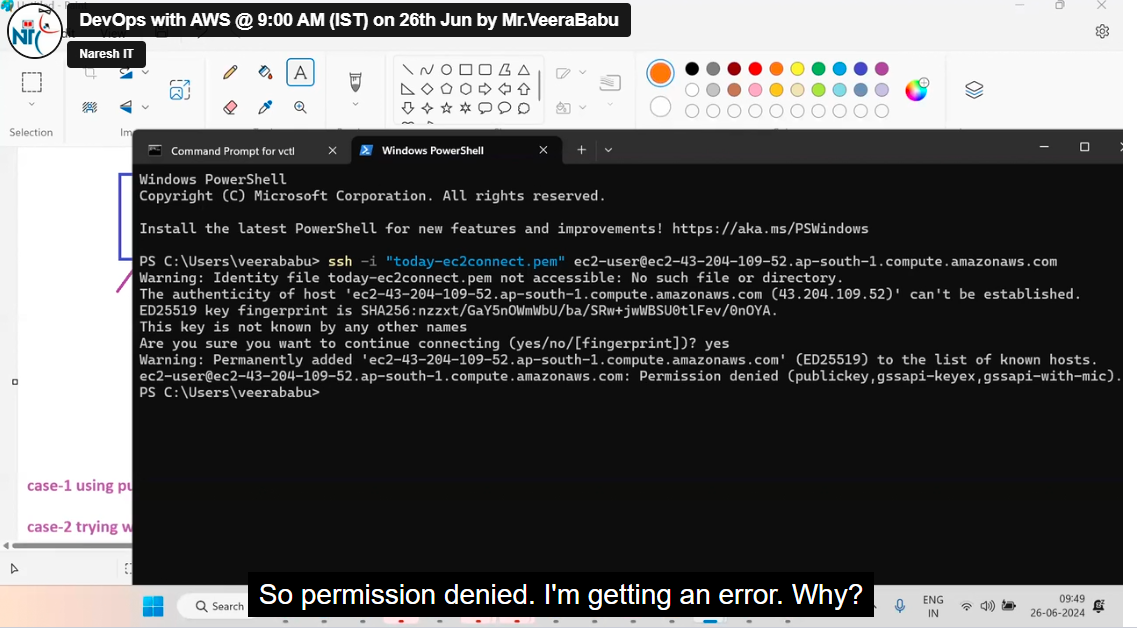 DevOps with AWS @ 9:00 AM (IST) on 26th Jun by Mr.VeeraBabu
Naresh IT
Selection
Command Prompt for vctl
Windows PowerShell
Windows PowerShell
Copyright (C) Microsoft Corporation. All rights reserved.
Install the latest PowerShell for new features and improvements! https://aka.ms/PSWindows
PS C:\Users\veerababu> ssh -i "today-ec2connect.pem" ec2-user@ec2-43-204-109-52.ap-south-1.compute.amazonaws.com
Warning: Identity file today-ec2connect.pem not accessible: No such file or directory.
The authenticity of host 'ec2-43-204-109-52.ap-south-1.compute.amazonaws.com (43.204.109.52)' can't be established.
ED25519 key fingerprint is SHA256:nzzxt/GaY5nOWmWbU/ba/SRw+jwWBSU0tlFev/0nOYA.
This key is not known by any other names
Are you sure you want to continue connecting (yes/no/[fingerprint])? yes
Warning: Permanently added 'ec2-43-204-109-52.ap-south-1.compute.amazonaws.com' (ED25519) to the list of known hosts.
ec2-user@ec2-43-204-109-52.ap-south-1.compute.amazonaws.com: Permission denied (publickey,gssapi-keyex,gssapi-with-mic).
PS C:\Users\veerababu>
case-1 using pu
case-2 trying w
So permission denied. I'm getting an error. Why?
Search
ENG
IN
09:49
26-06-2024